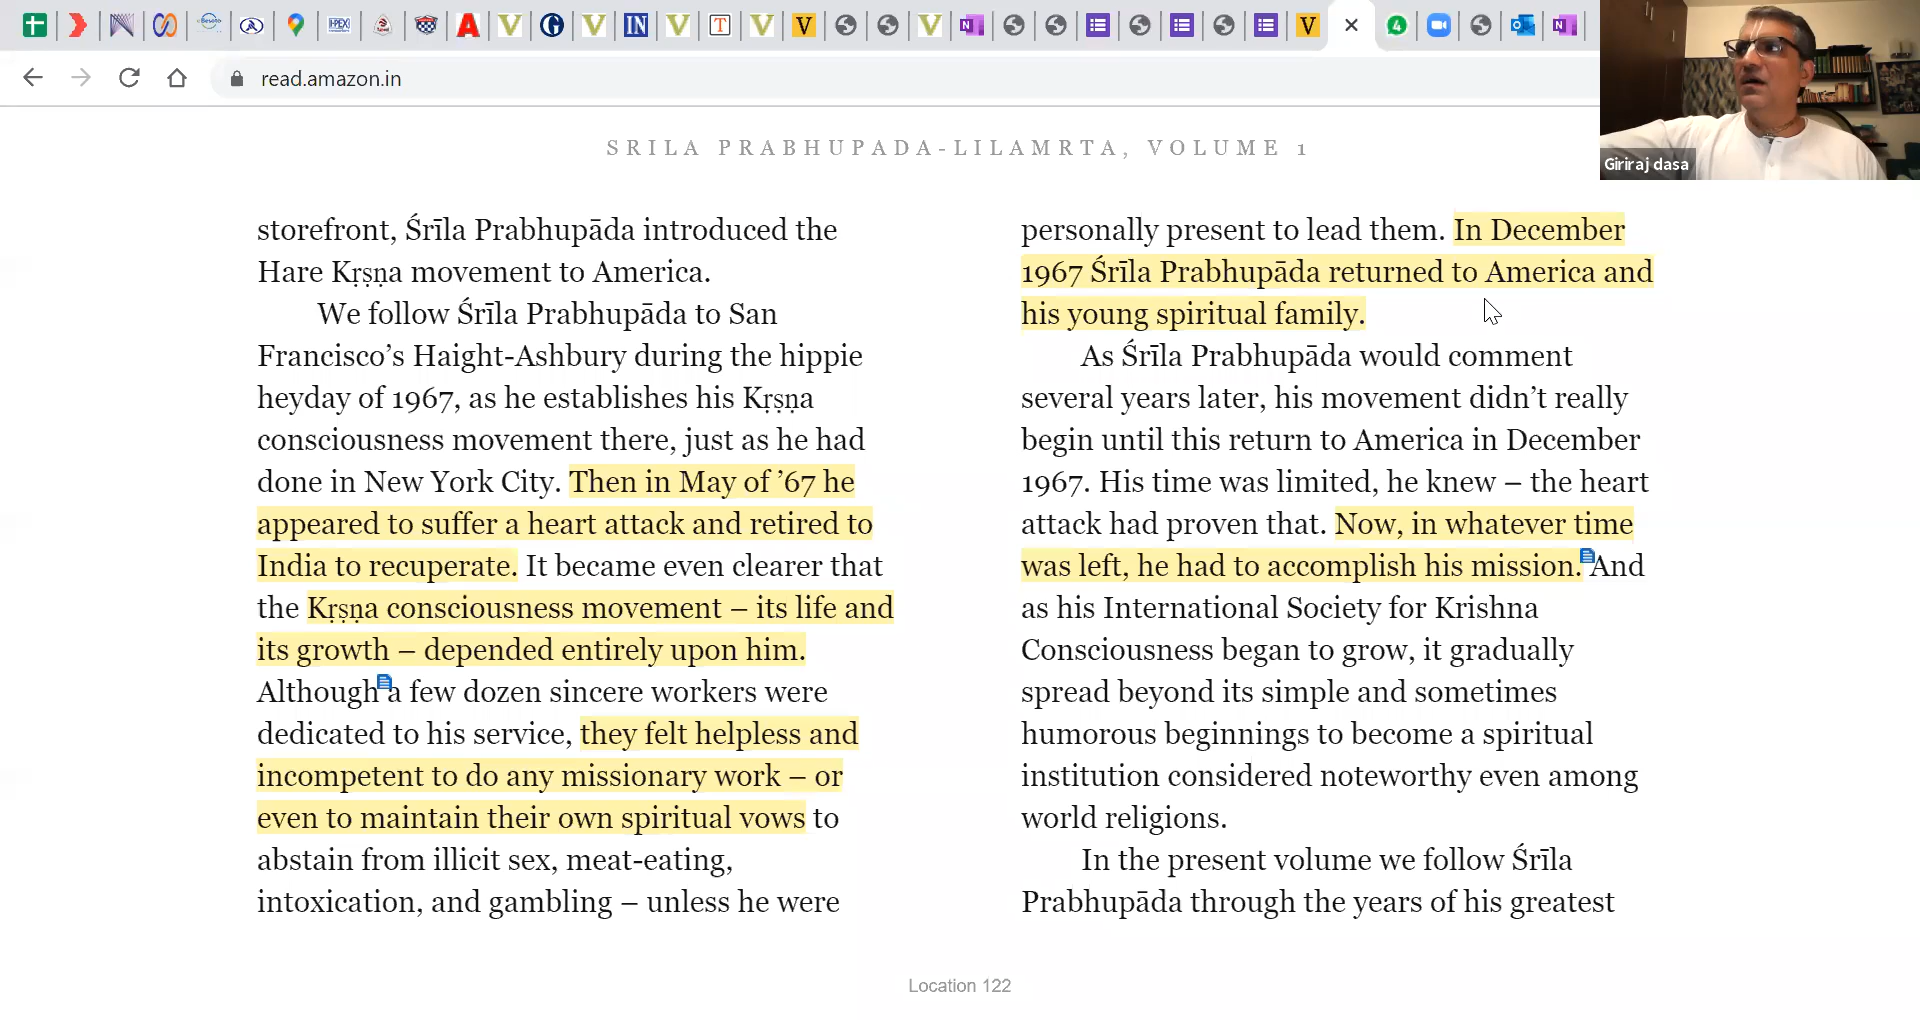 read.amazon.in
Giriraj dasa
SRILA PRABHUPADA-LILAMRTA, VOLUME 1
storefront, Śrīla Prabhupāda introduced the
Hare Kṛṣṇa movement to America.
We follow Śrīla Prabhupāda to San
Francisco’s Haight-Ashbury during the hippie
heyday of 1967, as he establishes his Kṛṣṇa
consciousness movement there, just as he had
done in New York City. Then in May of ’67 he
appeared to suffer a heart attack and retired to
India to recuperate. It became even clearer that
the Kṛṣṇa consciousness movement – its life and
its growth – depended entirely upon him.
Although a few dozen sincere workers were
dedicated to his service, they felt helpless and
incompetent to do any missionary work – or
even to maintain their own spiritual vows to
abstain from illicit sex, meat-eating,
intoxication, and gambling – unless he were
personally present to lead them. In December
1967 Śrīla Prabhupāda returned to America and
his young spiritual family.
As Śrīla Prabhupāda would comment
several years later, his movement didn’t really
begin until this return to America in December
1967. His time was limited, he knew – the heart
attack had proven that. Now, in whatever time
was left, he had to accomplish his mission. And
as his International Society for Krishna
Consciousness began to grow, it gradually
spread beyond its simple and sometimes
humorous beginnings to become a spiritual
institution considered noteworthy even among
world religions.
In the present volume we follow Śrīla
Prabhupāda through the years of his greatest
Location 122